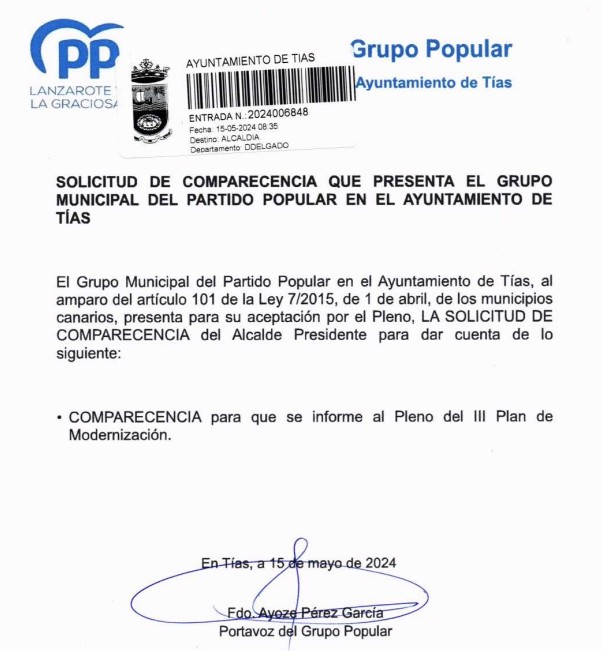 PP
LANZAROTE
LA GRACIOSA
AYUNTAMIENTO DE TIAS
ENTRADA N.:2024006848
Fecha: 15-05-2024 08:35
Destino: ALCALDIA
Departamento: DDELGADO
Grupo Popular
Ayuntamiento de Tías
SOLICITUD DE COMPARECENCIA QUE PRESENTA EL GRUPO
MUNICIPAL DEL PARTIDO POPULAR EN EL AYUNTAMIENTO DE
TÍAS
El Grupo Municipal del Partido Popular en el Ayuntamiento de Tías, al
amparo del artículo 101 de la Ley 7/2015, de 1 de abril, de los municipios
canarios, presenta para su aceptación por el Pleno, LA SOLICITUD DE
COMPARECENCIA del Alcalde Presidente para dar cuenta de lo
siguiente:
• COMPARECENCIA para que se informe al Pleno del III Plan de
Modernización.
En Tías, a 15 de mayo de 2024
Fdo. Ayoze Pérez García
Portavoz del Grupo Popular